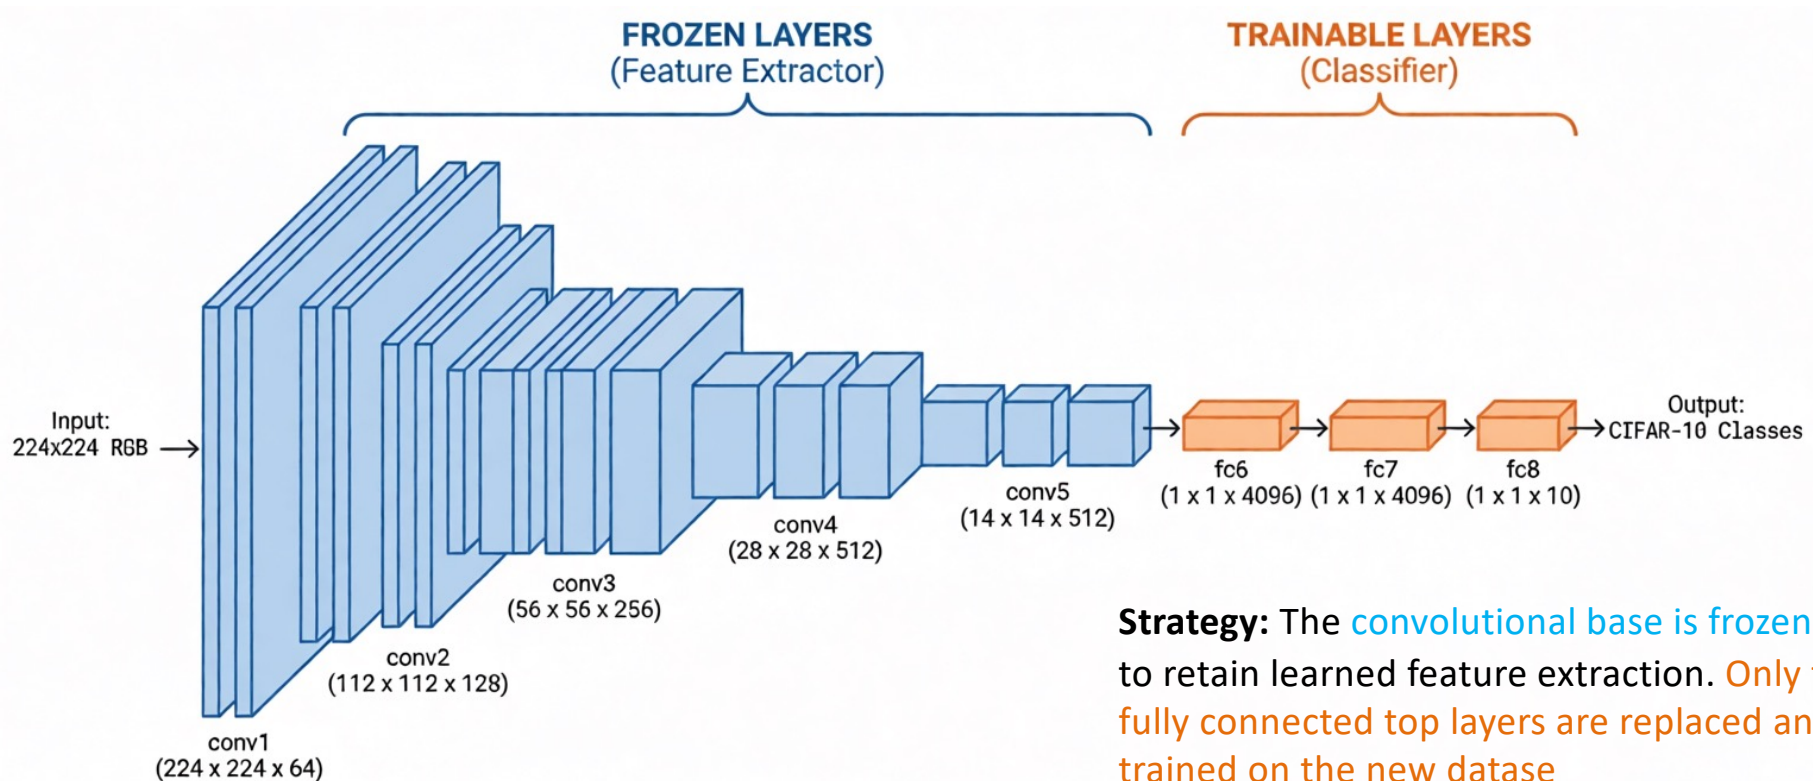 FROZEN LAYERS
(Feature Extractor)
TRAINABLE LAYERS
(Classifier)
Input:
224x224 RGB
conv1
(224 x 224 x 64)
conv2
(112 x 112 x 128)
conv3
(56 x 56 x 256)
conv4
(28 x 28 x 512)
conv5
(14 x 14 x 512)
fc6
(1 x 1 x 4096)
fc7
(1 x 1 x 4096)
fc8
(1 x 1 x 10)
Output:
CIFAR-10 Classes
Strategy: The convolutional base is frozen
to retain learned feature extraction. Only
fully connected top layers are replaced
trained on the new datase